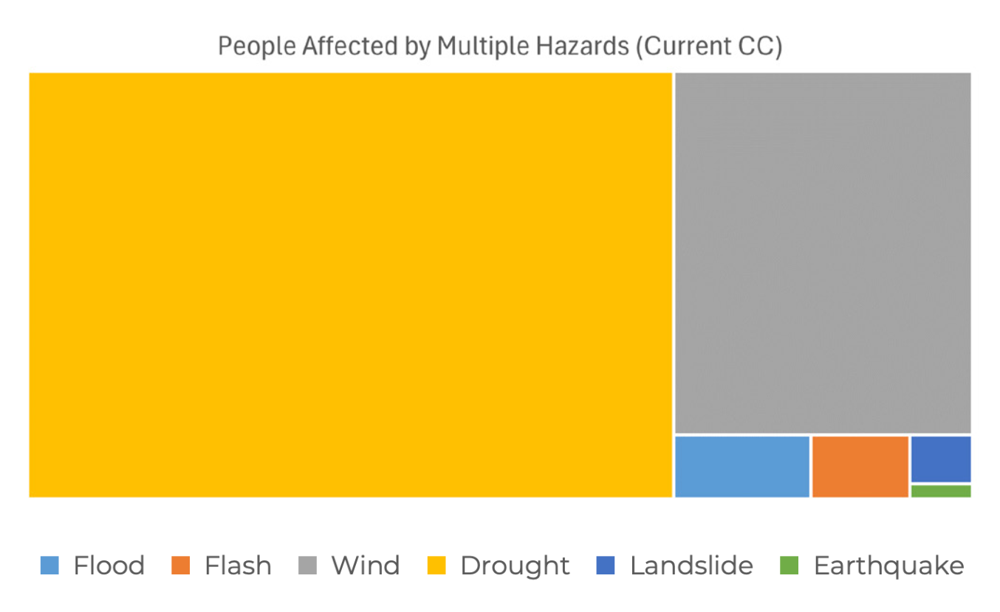 People Affected by Multiple Hazards (Current CC)
Flood Flash Wind Drought Landslide Earthquake